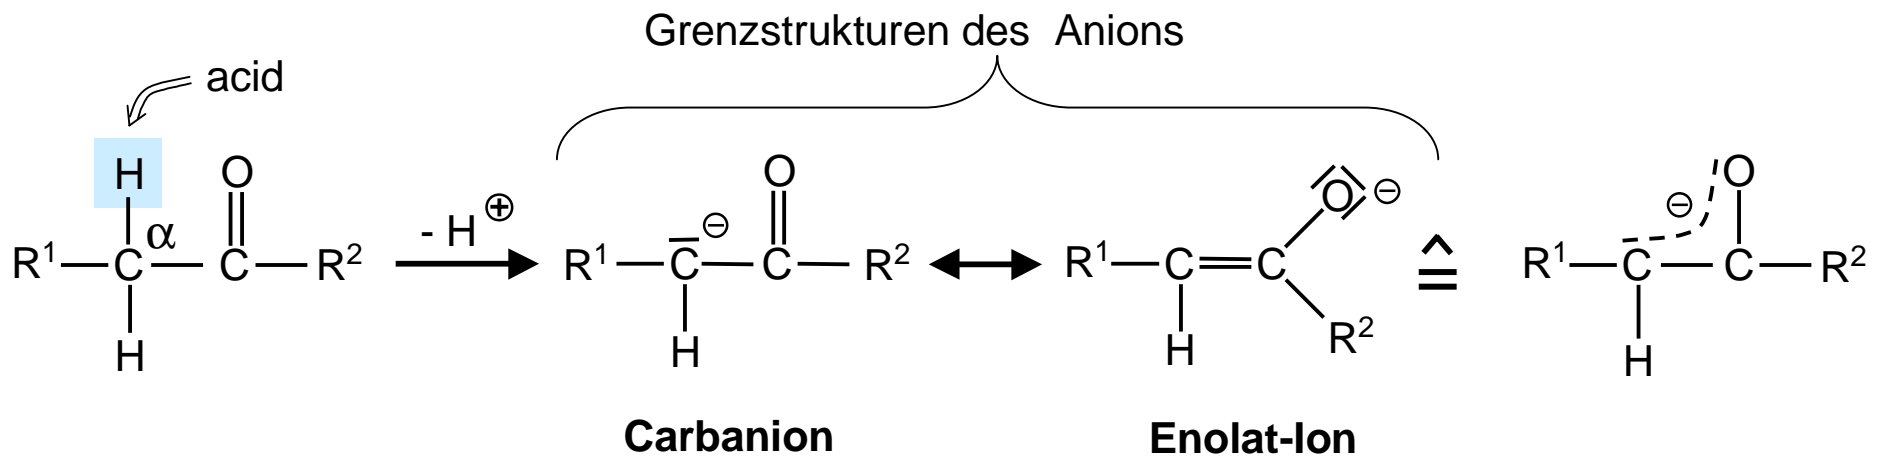 Grenzstrukturen des Anions
acid
H O O O ⊖ O
α - H ⊕ ⊖ ⊖
R¹ C C R² R¹ C C R² R¹ C C ≙ R¹ C C R²
H H H R² H
Carbanion Enolat-Ion